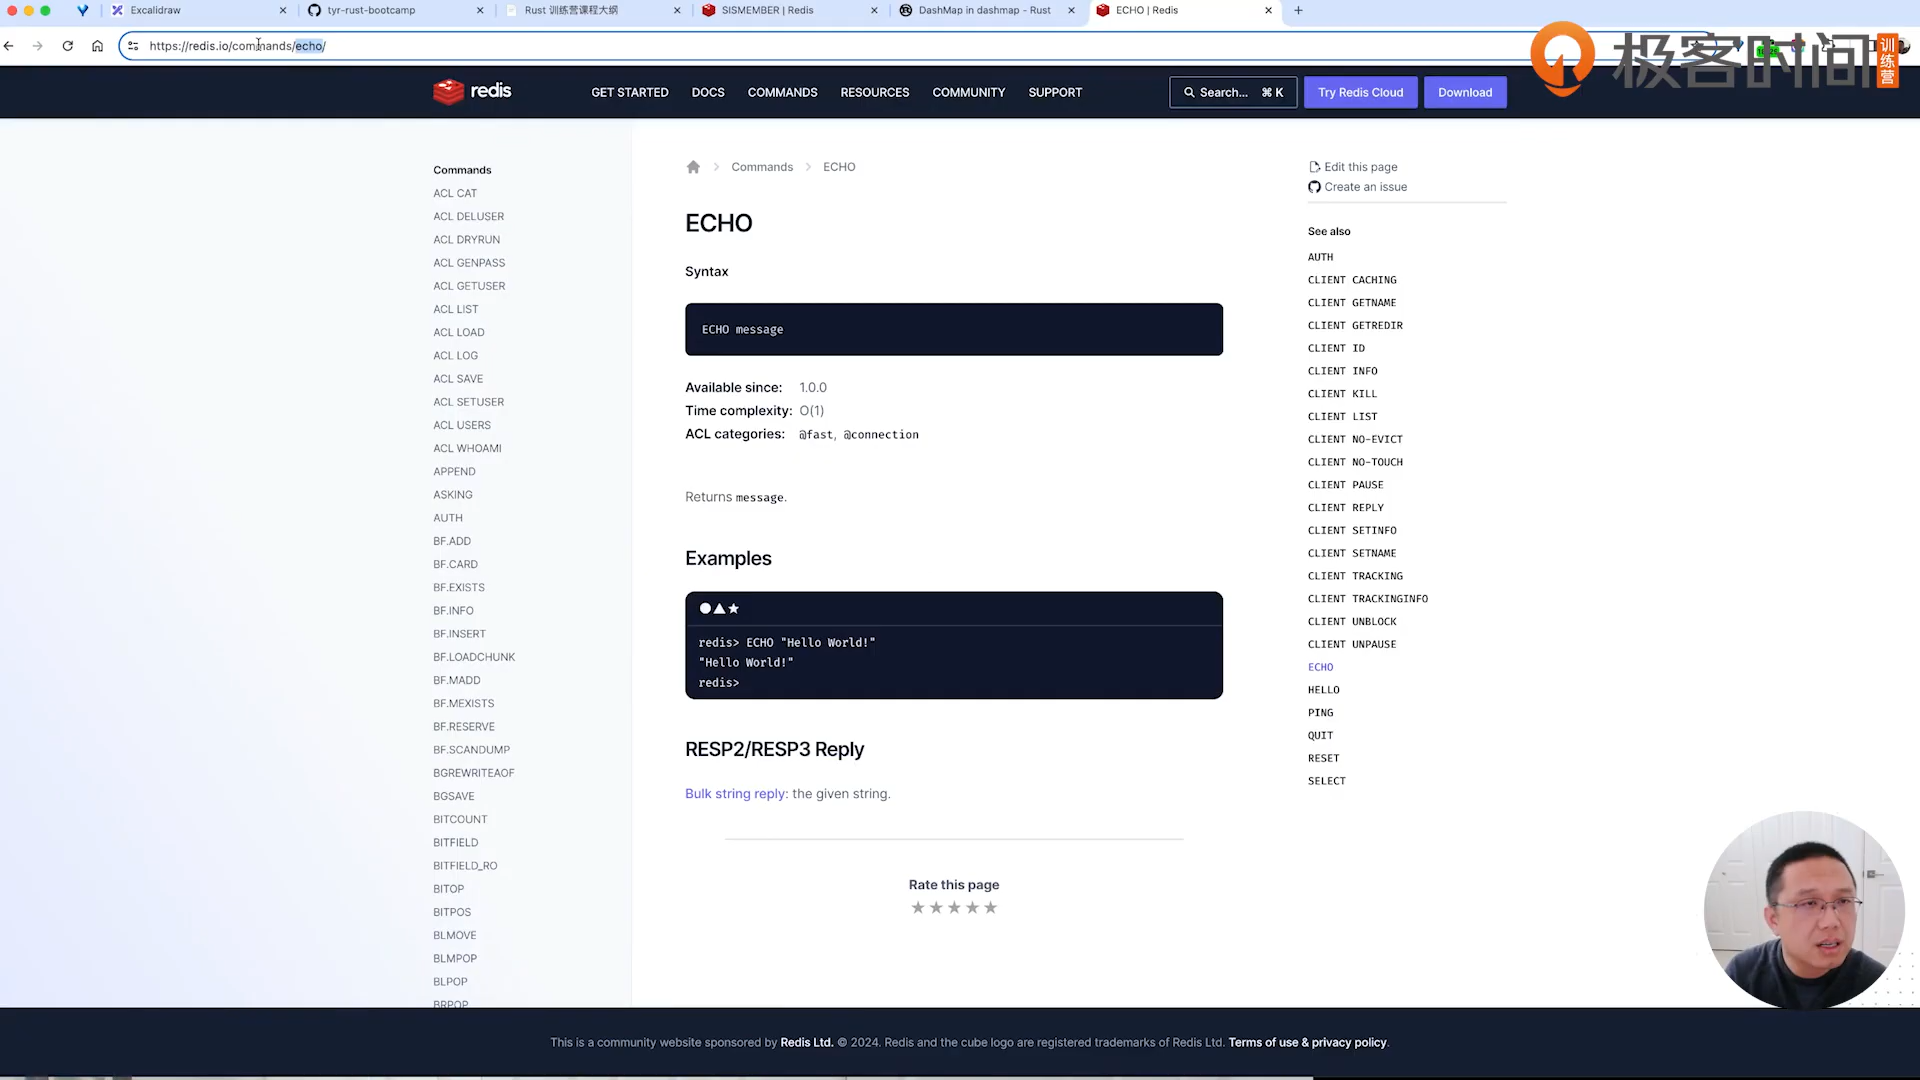 Excalidraw
tyr-rust-bootcamp
Rust 训练营课程大纲
SISMEMBER | Redis
DashMap in dashmap - Rust
ECHO | Redis
https://redis.io/commands/echo/
极客时间
训练营
redis
GET STARTED
DOCS
COMMANDS
RESOURCES
COMMUNITY
SUPPORT
Search... ⌘ K
Try Redis Cloud
Download
Commands
ACL CAT
ACL DELUSER
ACL DRYRUN
ACL GENPASS
ACL GETUSER
ACL LIST
ACL LOAD
ACL LOG
ACL SAVE
ACL SETUSER
ACL USERS
ACL WHOAMI
APPEND
ASKING
AUTH
BF.ADD
BF.CARD
BF.EXISTS
BF.INFO
BF.INSERT
BF.LOADCHUNK
BF.MADD
BF.MEXISTS
BF.RESERVE
BF.SCANDUMP
BGREWRITEAOF
BGSAVE
BITCOUNT
BITFIELD
BITFIELD_RO
BITOP
BITPOS
BLMOVE
BLMPOP
BLPOP
BRPOP
Commands
ECHO
ECHO
Syntax
ECHO message
Available since: 1.0.0
Time complexity: O(1)
ACL categories: @fast, @connection
Returns message.
Examples
redis> ECHO "Hello World!"
"Hello World!"
redis>
RESP2/RESP3 Reply
Bulk string reply: the given string.
Rate this page
★★★★★
Edit this page
Create an issue
See also
AUTH
CLIENT CACHING
CLIENT GETNAME
CLIENT GETREDIR
CLIENT ID
CLIENT INFO
CLIENT KILL
CLIENT LIST
CLIENT NO-EVICT
CLIENT NO-TOUCH
CLIENT PAUSE
CLIENT REPLY
CLIENT SETINFO
CLIENT SETNAME
CLIENT TRACKING
CLIENT TRACKINGINFO
CLIENT UNBLOCK
CLIENT UNPAUSE
ECHO
HELLO
PING
QUIT
RESET
SELECT
This is a community website sponsored by Redis Ltd. © 2024. Redis and the cube logo are registered trademarks of Redis Ltd. Terms of use & privacy policy.